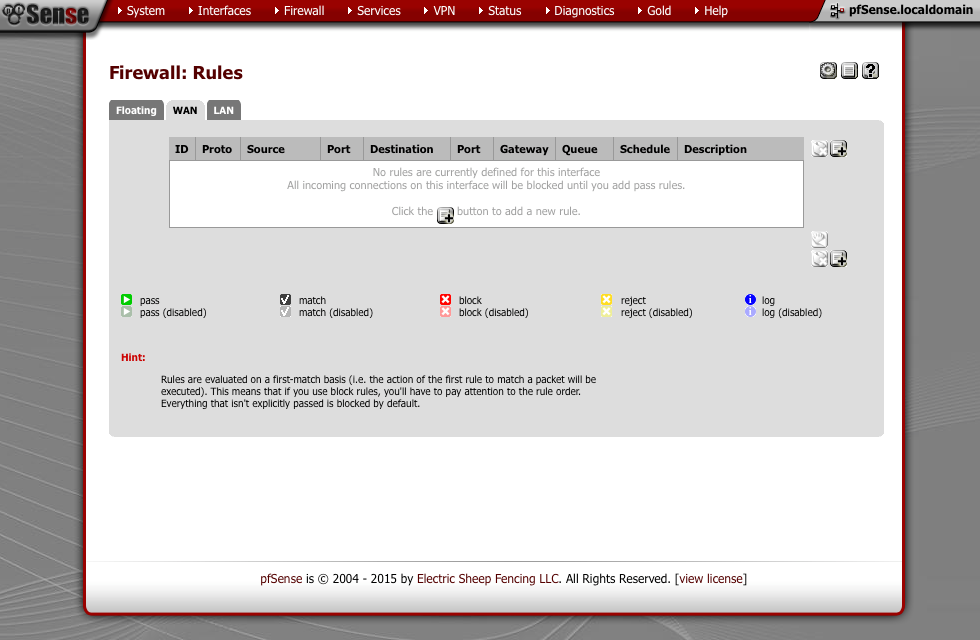 Sense System Interfaces Firewall Services VPN Status Diagnostics Gold Help pfSense.localdomain
Firewall: Rules
Floating WAN LAN
ID Proto Source Port Destination Port Gateway Queue Schedule Description
No rules are currently defined for this interface
All incoming connections on this interface will be blocked until you add pass rules.
Click the button to add a new rule.
pass match block reject log
pass (disabled) match (disabled) block (disabled) reject (disabled) log (disabled)
Hint:
Rules are evaluated on a first-match basis (i.e. the action of the first rule to match a packet will be
executed). This means that if you use block rules, you'll have to pay attention to the rule order.
Everything that isn't explicitly passed is blocked by default.
pfSense is © 2004 - 2015 by Electric Sheep Fencing LLC. All Rights Reserved. [view license]